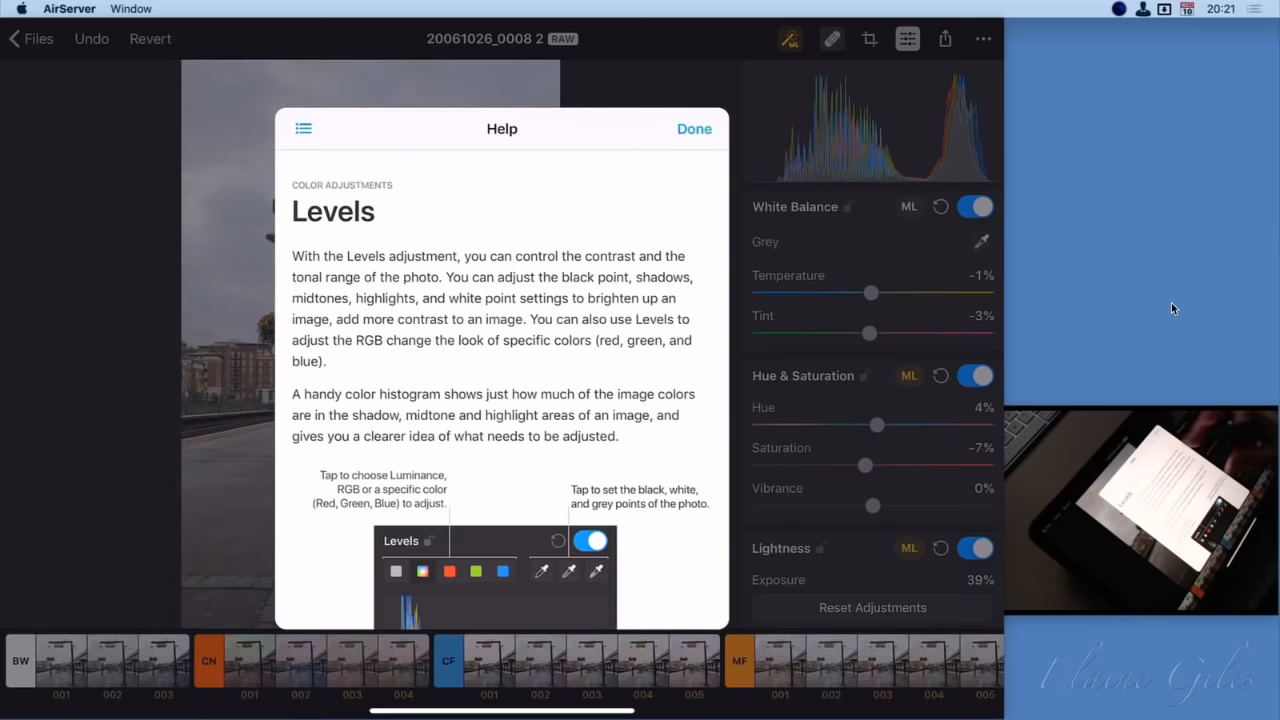 AirServer Window
WED
10
20:21
Files Undo Revert 20061026_0008 2 RAW
ML
Help
Done
COLOR ADJUSTMENTS
Levels
With the Levels adjustment, you can control the contrast and the
tonal range of the photo. You can adjust the black point, shadows,
midtones, highlights, and white point settings to brighten up an
image, add more contrast to an image. You can also use Levels to
adjust the RGB change the look of specific colors (red, green, and
blue).
A handy color histogram shows just how much of the image colors
are in the shadow, midtone and highlight areas of an image, and
gives you a clearer idea of what needs to be adjusted.
Tap to choose Luminance,
RGB or a specific color
(Red, Green, Blue) to adjust.
Tap to set the black, white,
and grey points of the photo.
Levels
White Balance ML
Grey
Temperature -1%
Tint -3%
Hue & Saturation ML
Hue 4%
Saturation -7%
Vibrance 0%
Lightness ML
Exposure 39%
Reset Adjustments
BW CN CF MF
001 002 003 001 002 003 004 001 002 003 004 005 001 002 003 004 005
Levels
Elaine Giles